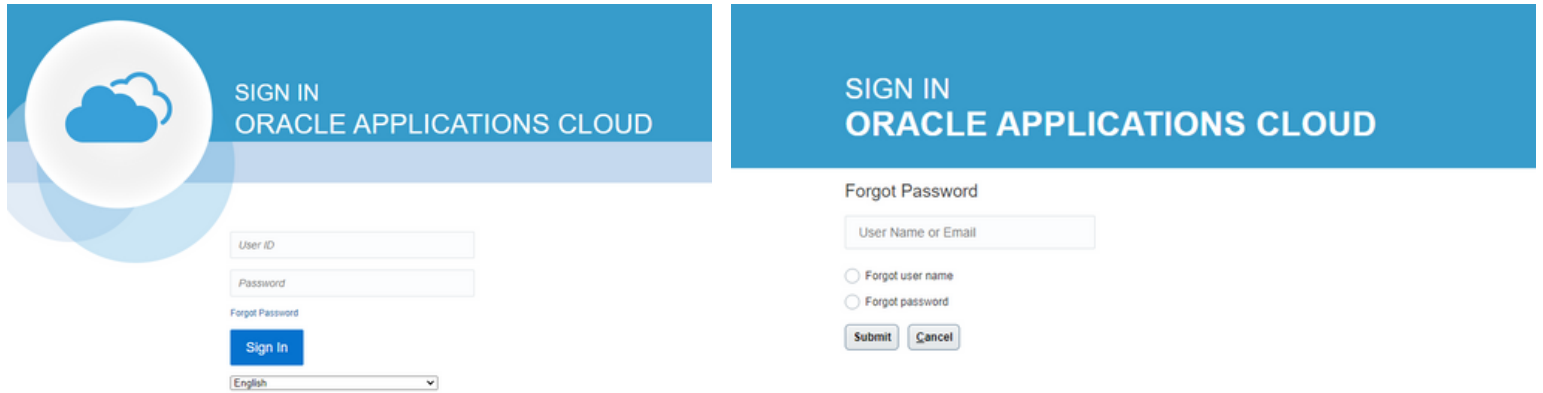 SIGN IN
ORACLE APPLICATIONS CLOUD
User ID
Password
Forgot Password
Sign In
English
SIGN IN
ORACLE APPLICATIONS CLOUD
Forgot Password
User Name or Email
Forgot user name
Forgot password
Submit Cancel